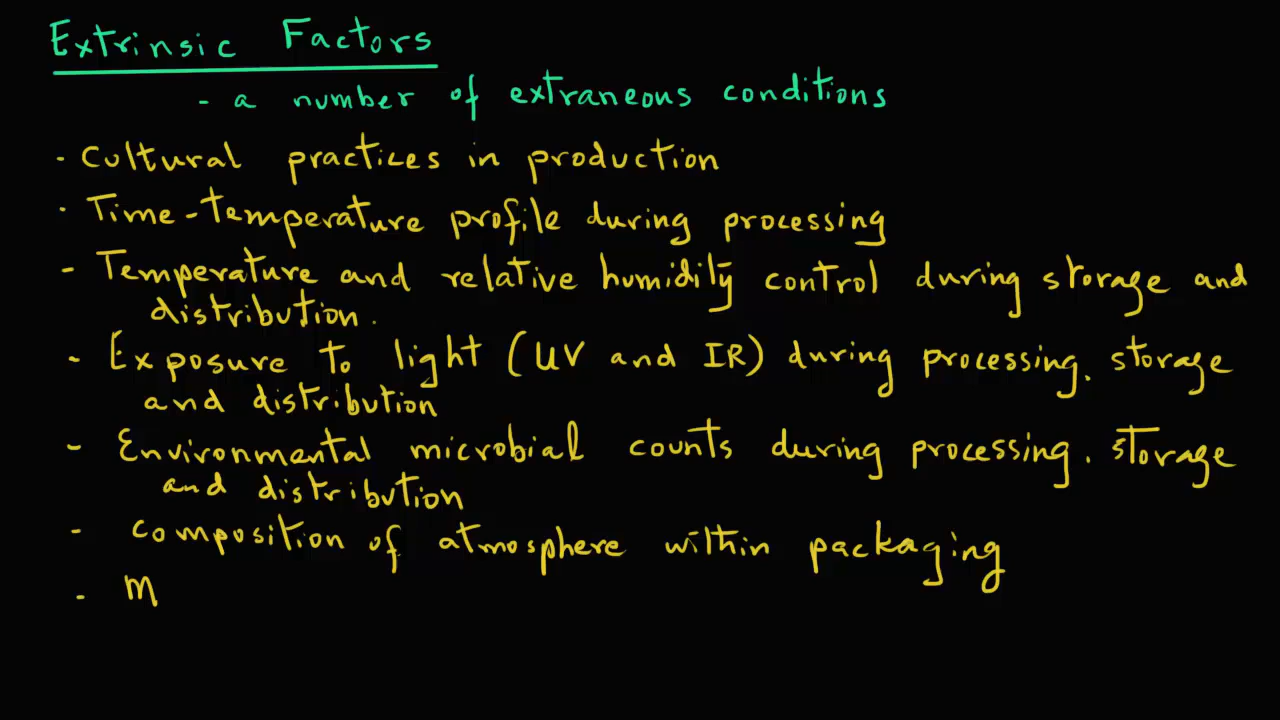 Extrinsic Factors
- a number of extraneous conditions
- Cultural practices in production
- Time-temperature profile during processing
- Temperature and relative humidity control during storage and
distribution.
- Exposure to light (UV and IR) during processing, storage
and distribution
- Environmental microbial counts during processing, storage
and distribution
- Composition of atmosphere within packaging
- M